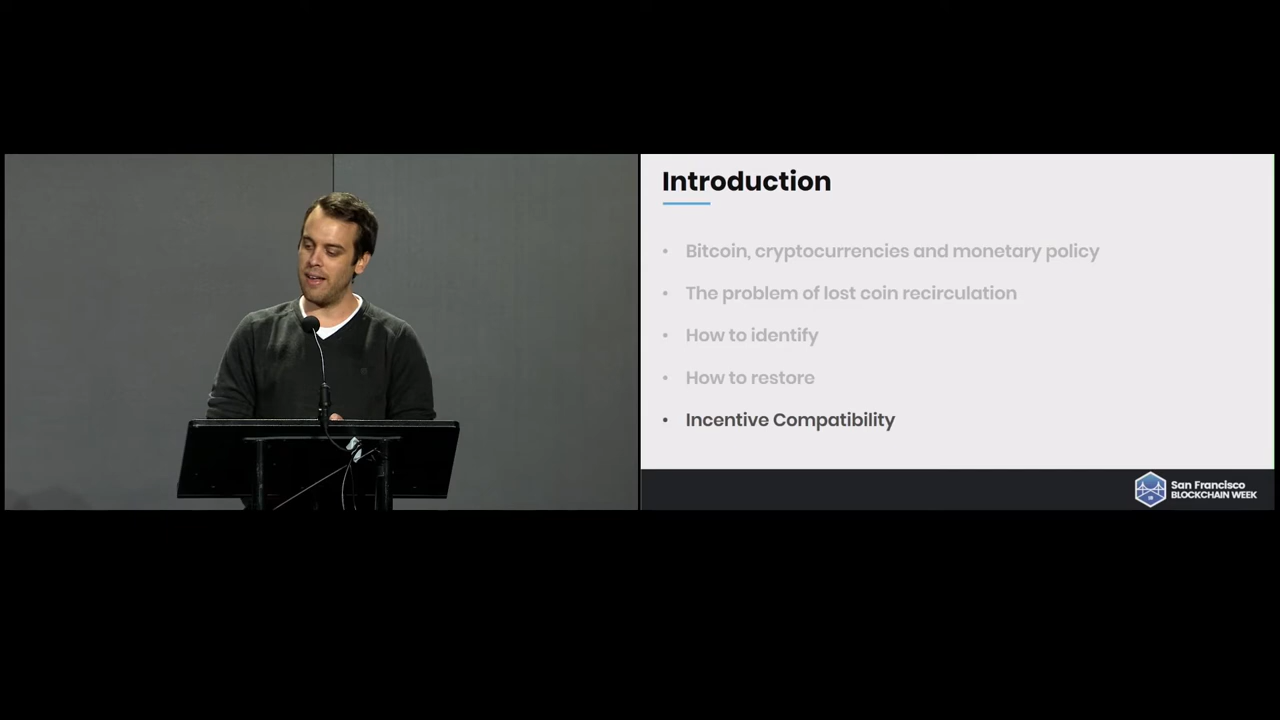 Introduction
• Bitcoin, cryptocurrencies and monetary policy
• The problem of lost coin recirculation
• How to identify
• How to restore
• Incentive Compatibility
San Francisco
BLOCKCHAIN WEEK